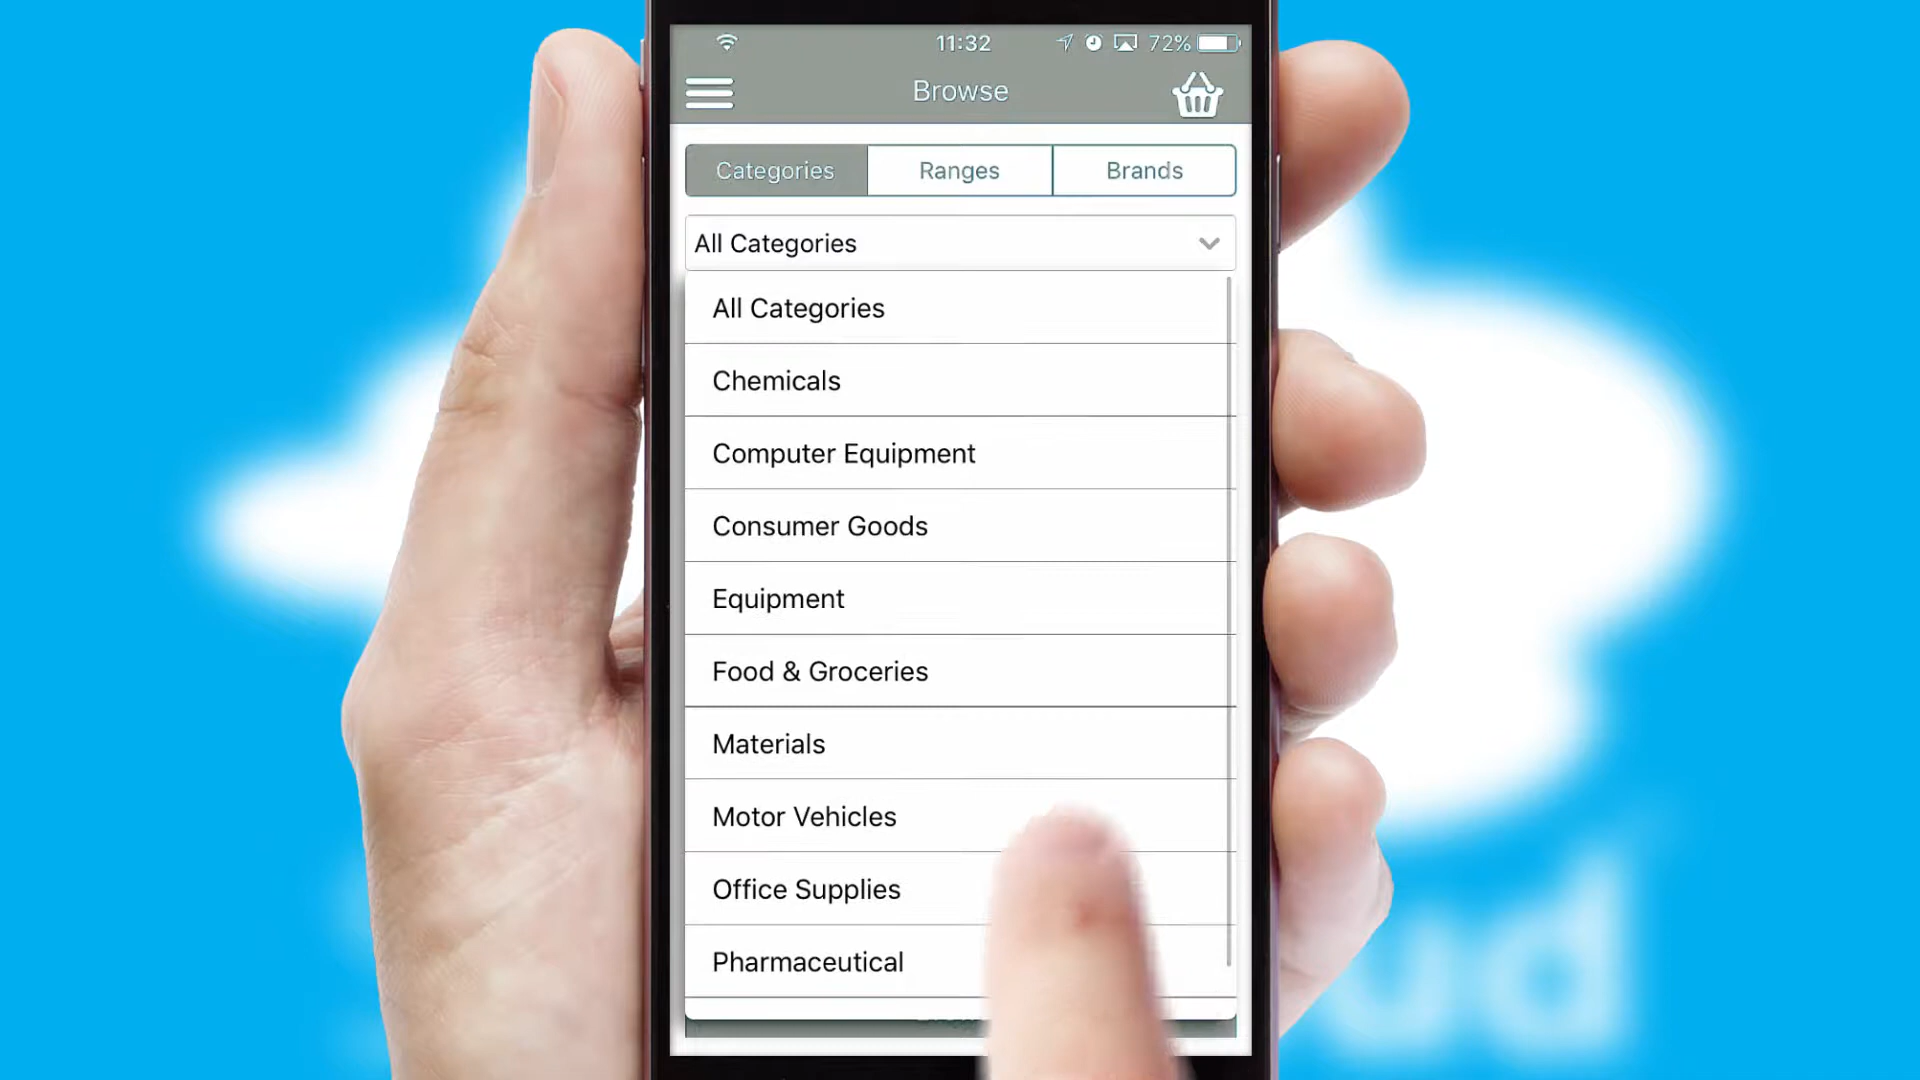 11:32
72%
Browse
Categories
Ranges
Brands
All Categories
All Categories
Chemicals
Computer Equipment
Consumer Goods
Equipment
Food & Groceries
Materials
Motor Vehicles
Office Supplies
Pharmaceutical